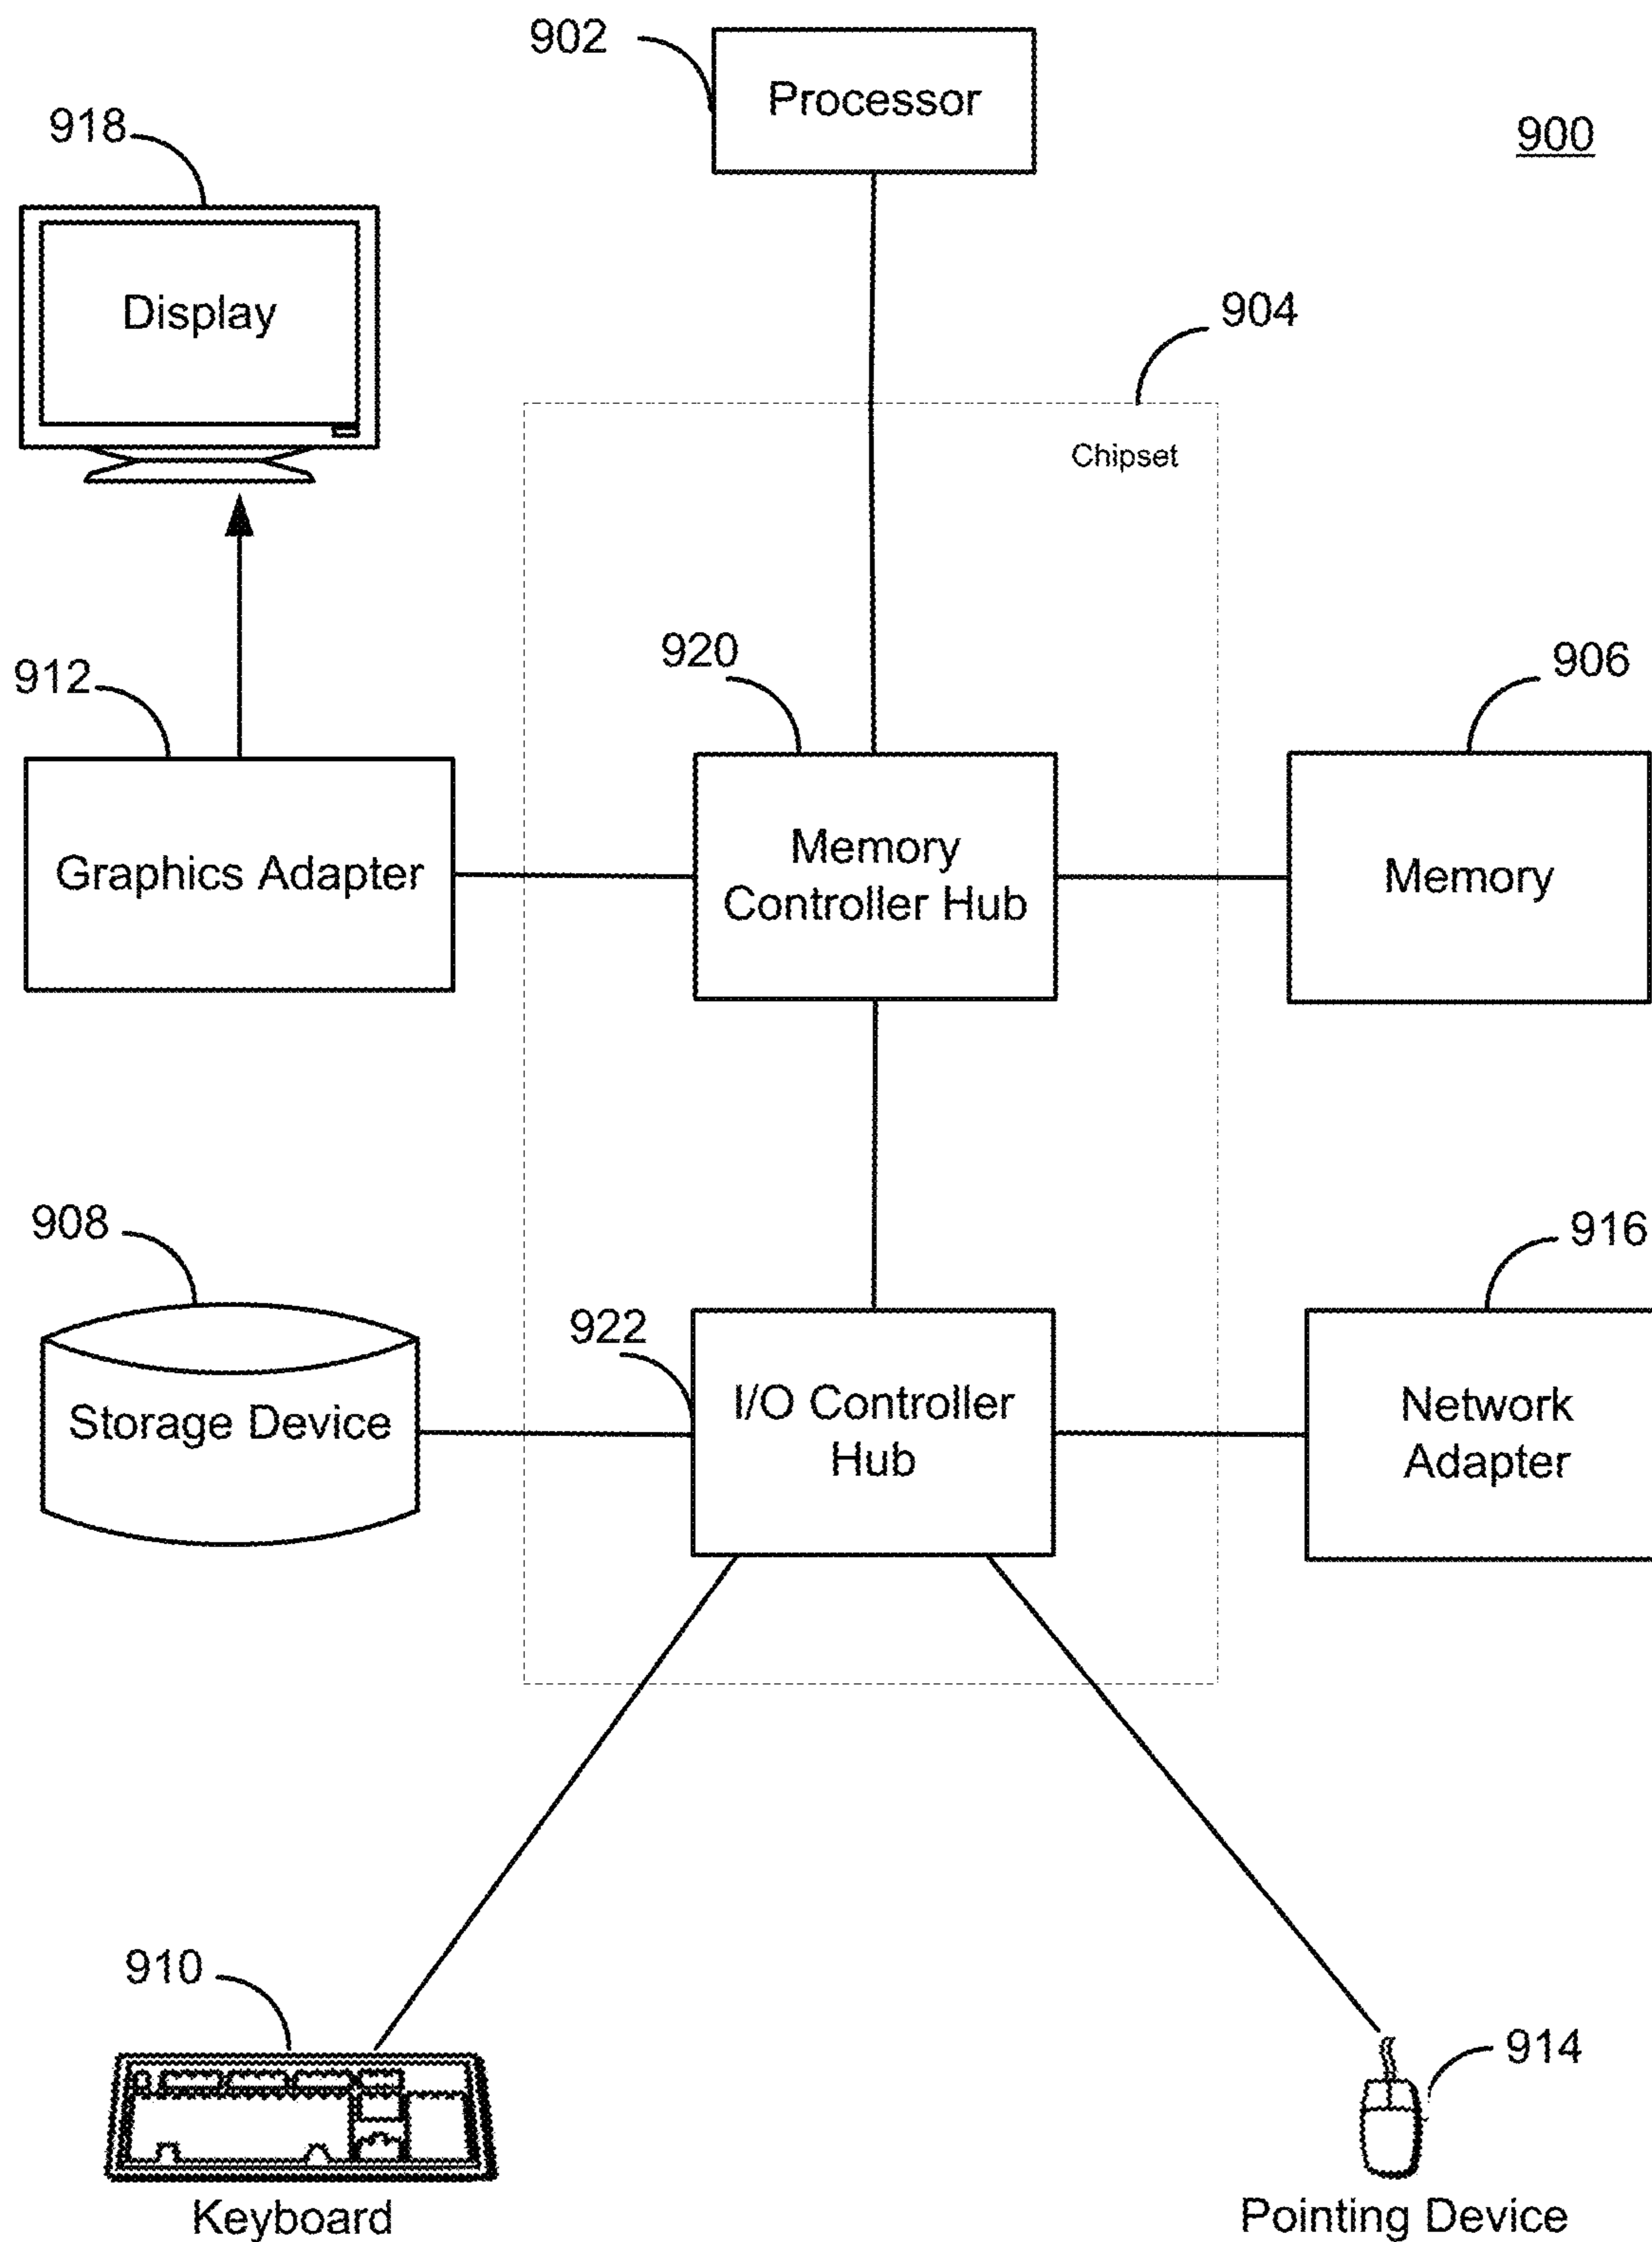 902
Processor
900
918
Display
904
Chipset
912
920
906
Graphics Adapter
Memory
Controller Hub
Memory
908
922
916
Storage Device
I/O Controller
Hub
Network
Adapter
910
914
Keyboard
Pointing Device